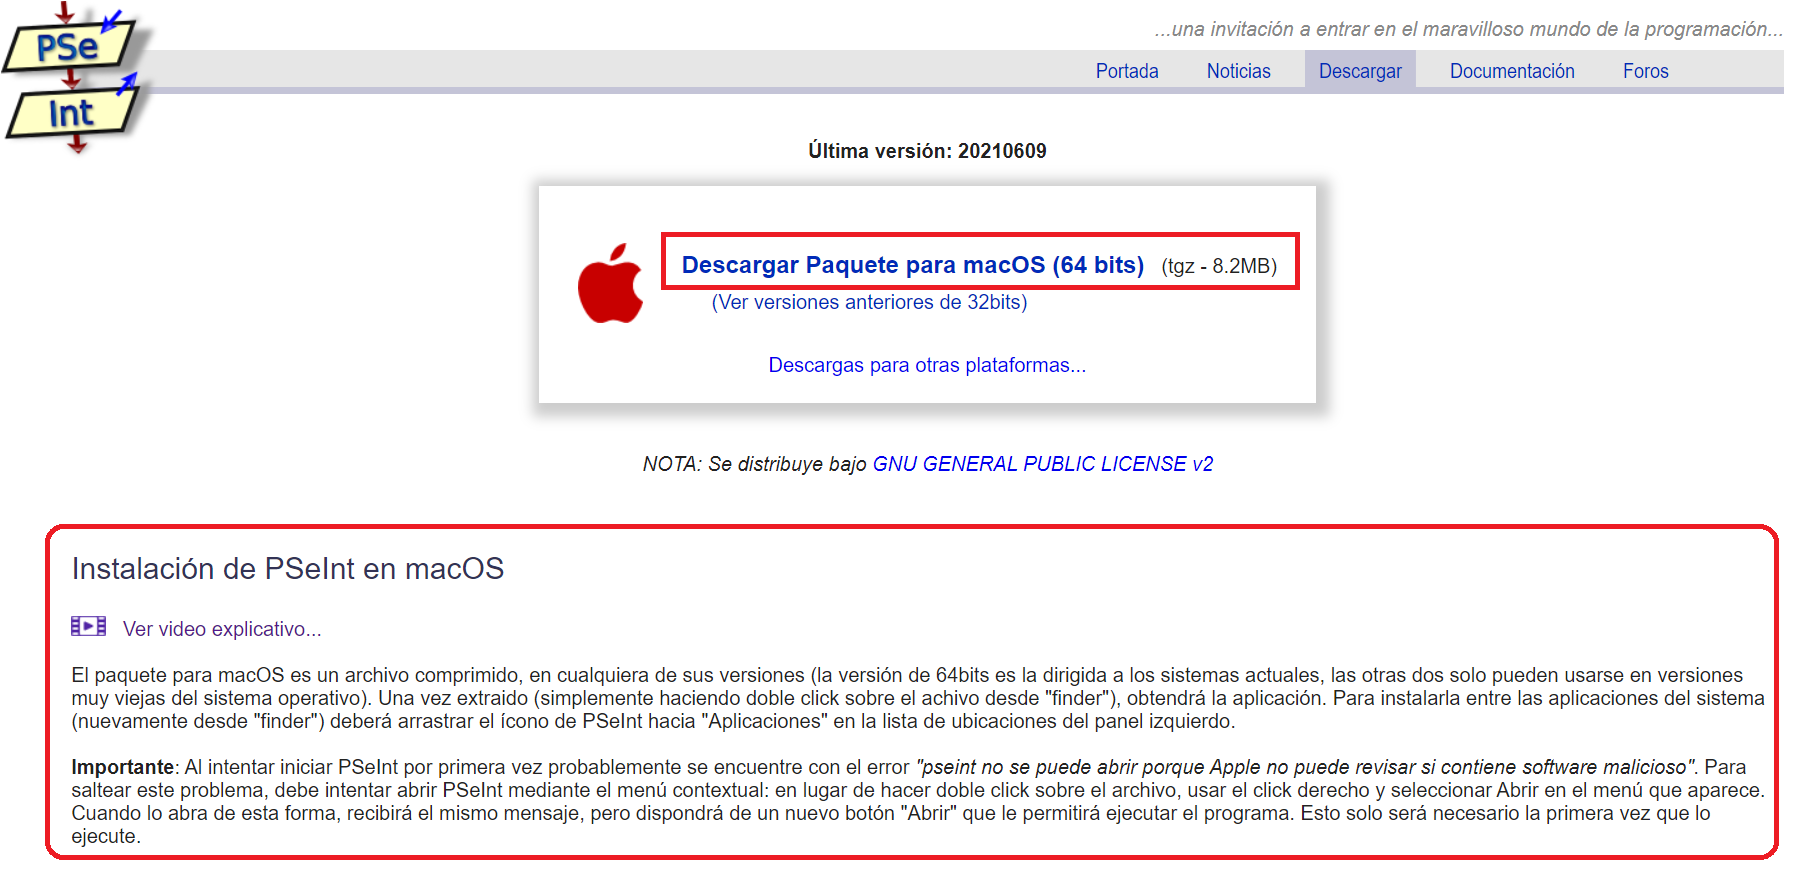 PSe
Int
...una invitación a entrar en el maravilloso mundo de la programación...
Portada Noticias Descargar Documentación Foros
Última versión: 20210609
Descargar Paquete para macOS (64 bits) (tgz - 8.2MB)
(Ver versiones anteriores de 32bits)
Descargas para otras plataformas...
NOTA: Se distribuye bajo GNU GENERAL PUBLIC LICENSE v2
Instalación de PSeInt en macOS
Ver video explicativo...
El paquete para macOS es un archivo comprimido, en cualquiera de sus versiones (la versión de 64bits es la dirigida a los sistemas actuales, las otras dos solo pueden usarse en versiones
muy viejas del sistema operativo). Una vez extraido (simplemente haciendo doble click sobre el achivo desde "finder"), obtendrá la aplicación. Para instalarla entre las aplicaciones del sistema
(nuevamente desde "finder") deberá arrastrar el ícono de PSeInt hacia "Aplicaciones" en la lista de ubicaciones del panel izquierdo.
Importante: Al intentar iniciar PSeInt por primera vez probablemente se encuentre con el error "pseint no se puede abrir porque Apple no puede revisar si contiene software malicioso". Para
saltear este problema, debe intentar abrir PSeInt mediante el menú contextual: en lugar de hacer doble click sobre el archivo, usar el click derecho y seleccionar Abrir en el menú que aparece.
Cuando lo abra de esta forma, recibirá el mismo mensaje, pero dispondrá de un nuevo botón "Abrir" que le permitirá ejecutar el programa. Esto solo será necesario la primera vez que lo
ejecute.